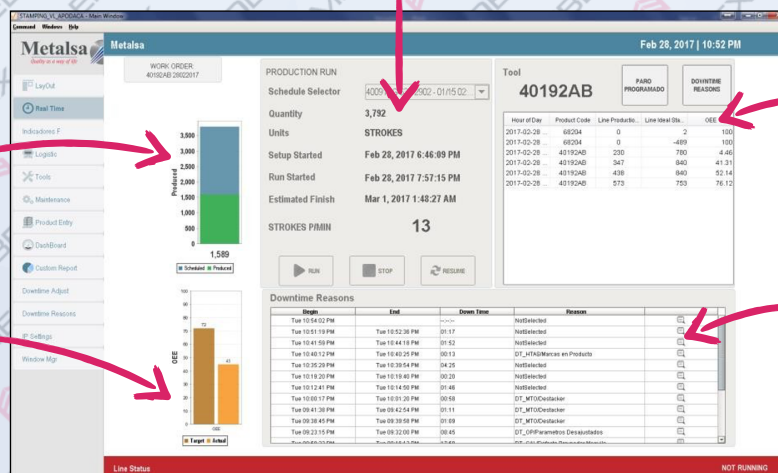 STAMPING_VL_APODACA - Main Window
Command Windows Help
Metalsa
Quality as a way of life
Metalsa
Feb 28, 2017 | 10:52 PM
LayOut
Real Time
Indicadores F
Logistic
Tools
Maintenance
Product Entry
DashBoard
Custom Report
Downtime Adjust
Downtime Reasons
IP Settings
Window Mgr
WORK ORDER:
40192AB 28022017
Produced
3,500
3,000
2,500
2,000
1,500
1,000
500
0
1,589
Scheduled Produced
OEE
100
90
80
70
60
50
40
30
20
10
0
72
OEE
Target Actual
PRODUCTION RUN
Schedule Selector
Quantity 3,792
Units STROKES
Setup Started Feb 28, 2017 6:46:09 PM
Run Started Feb 28, 2017 7:57:15 PM
Estimated Finish Mar 1, 2017 1:48:27 AM
STROKES P/MIN 13
RUN STOP RESUME
Tool
40192AB
PARO PROGRAMADO
DOWNTIME REASONS
Hour of Day Product Code Line Productio... Line Ideal Sta... OEE
2017-02-28 ... 68204 0 2 100
2017-02-28 ... 68204 0 -489 100
2017-02-28 ... 40192AB 230 780 4.46
2017-02-28 ... 40192AB 347 840 41.31
2017-02-28 ... 40192AB 438 840 52.14
2017-02-28 ... 40192AB 573 753 76.12
Downtime Reasons
Begin End Down Time Reason
Tue 10:54:02 PM --:--:-- NotSelected
Tue 10:51:19 PM Tue 10:52:36 PM 01:17 NotSelected
Tue 10:41:59 PM Tue 10:44:18 PM 01:52 NotSelected
Tue 10:40:12 PM Tue 10:40:25 PM 00:13 DT_HTAB/Marcas en Producto
Tue 10:35:29 PM Tue 10:39:54 PM 04:25 NotSelected
Tue 10:19:20 PM Tue 10:19:40 PM 00:20 NotSelected
Tue 10:12:41 PM Tue 10:14:50 PM 01:46 NotSelected
Tue 10:00:17 PM Tue 10:01:20 PM 00:58 DT_MTO/Destacker
Tue 09:41:38 PM Tue 09:42:54 PM 01:11 DT_MTO/Destacker
Tue 09:38:45 PM Tue 09:39:58 PM 01:09 DT_MTO/Destacker
Tue 09:23:15 PM Tue 09:32:00 PM 00:45 DT_OP/Parametros Desajustados
Line Status
NOT RUNNING